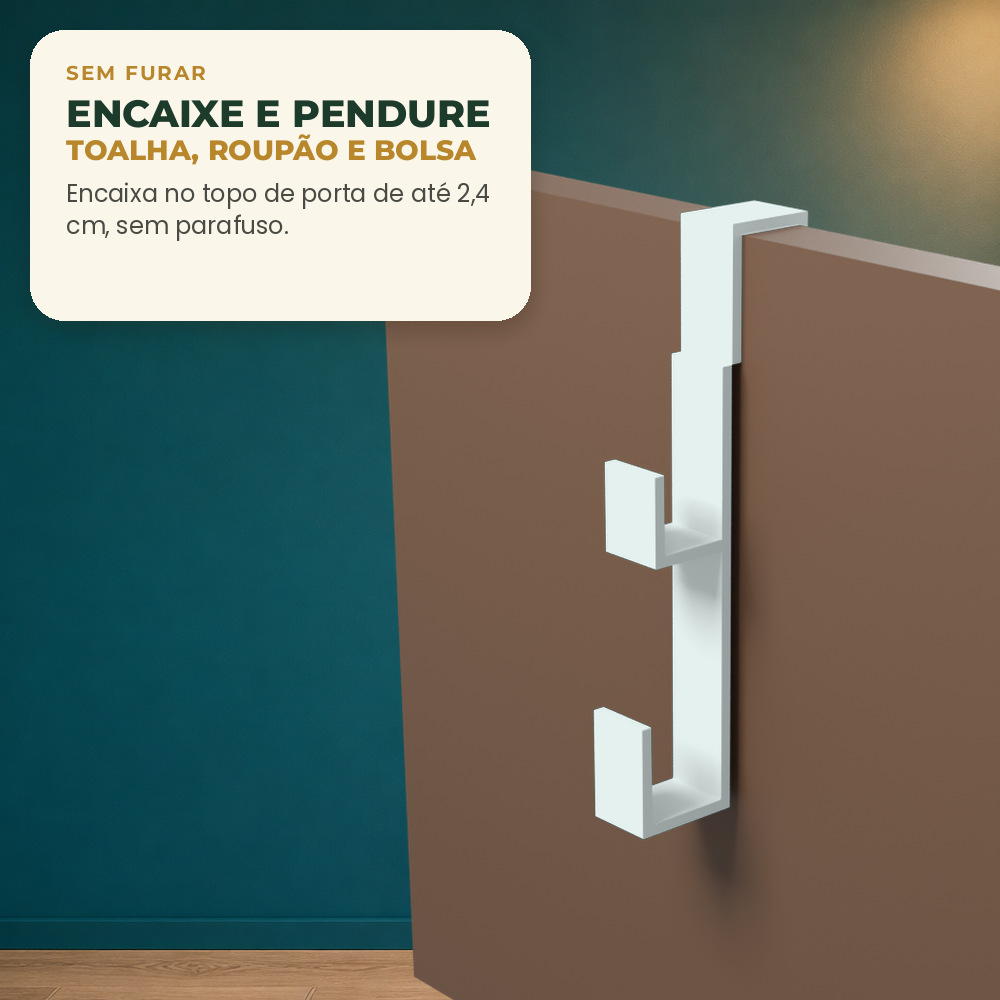 SEM FURAR
ENCAIXE E PENDURE
TOALHA, ROUPÃO E BOLSA
Encaixa no topo de porta de até 2,4
cm, sem parafuso.